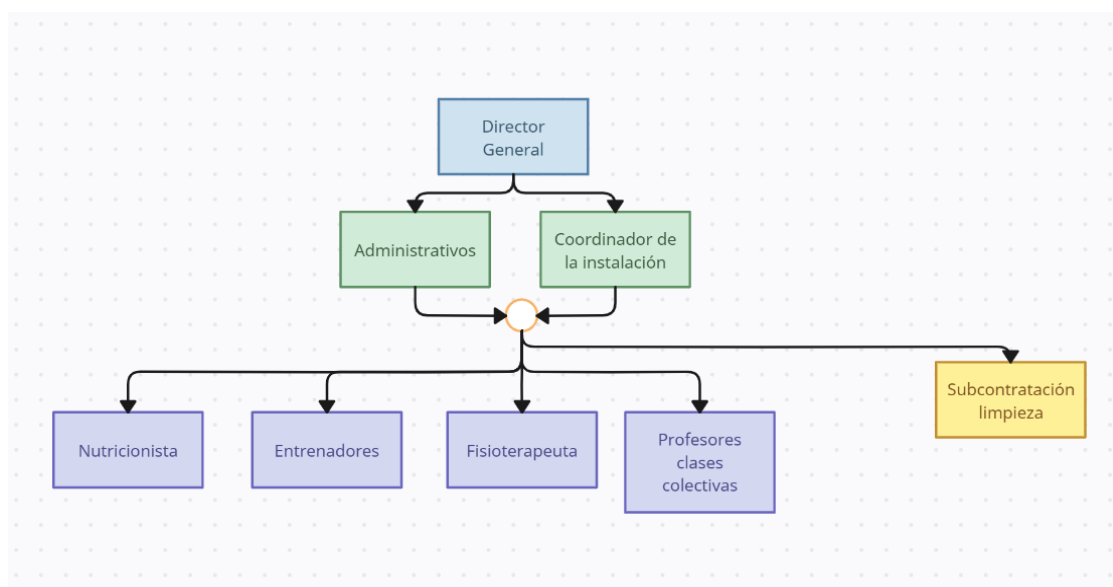 Director
General
Administrativos
Coordinador de
la instalación
Nutricionista
Entrenadores
Fisioterapeuta
Profesores
clases
colectivas
Subcontratación
limpieza